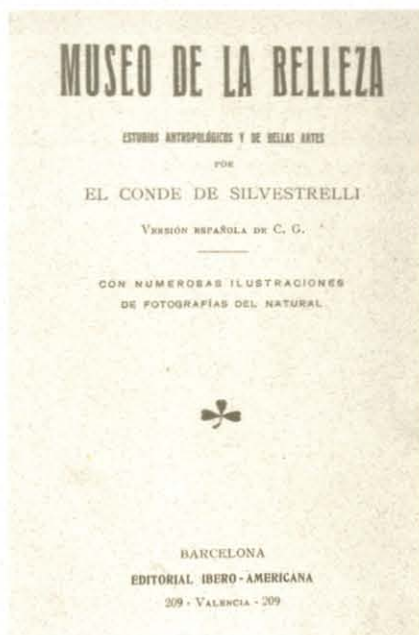 MUSEO DE LA BELLEZA
ESTUDIOS ANTROPOLÓGICOS Y DE BELLAS ARTES
POR
EL CONDE DE SILVESTRELLI
VERSIÓN ESPAÑOLA DE C. G.
CON NUMEROSAS ILUSTRACIONES
DE FOTOGRAFÍAS DEL NATURAL
BARCELONA
EDITORIAL IBERO-AMERICANA
209 - VALENCIA - 209